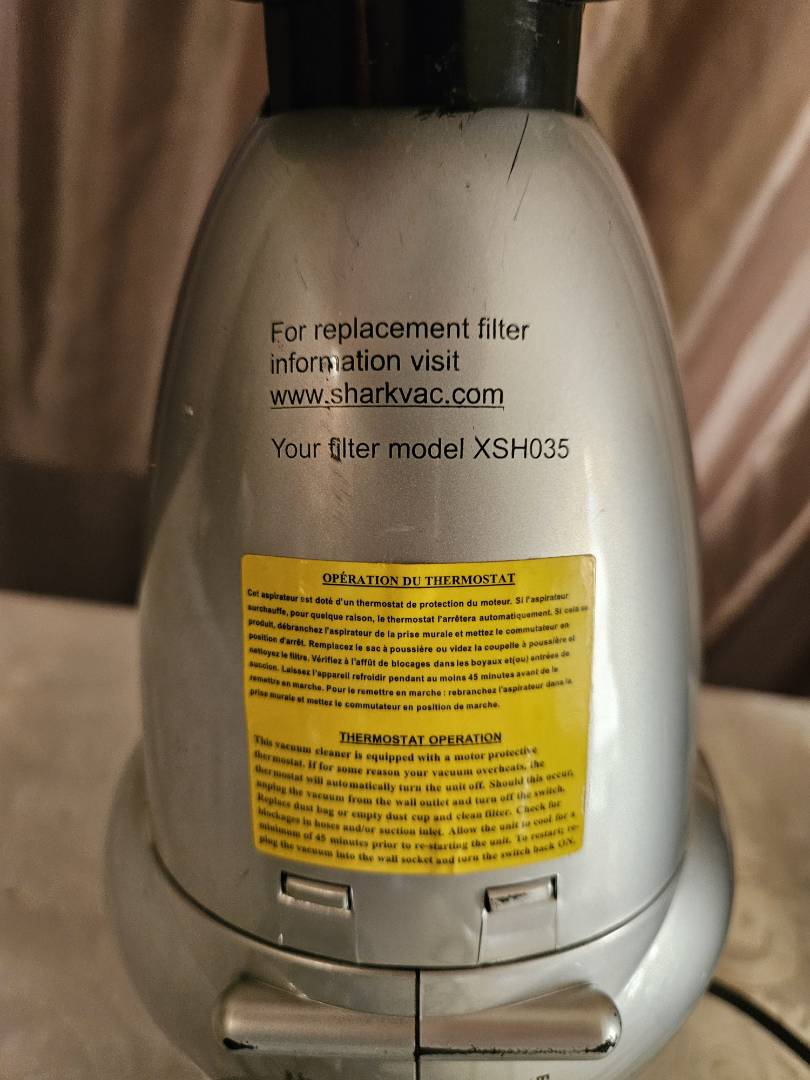 For replacement filter
information visit
www.sharkvac.com
Your filter model XSH035
OPÉRATION DU THERMOSTAT
Cet aspirateur est doté d'un thermostat de protection du moteur. Si l'aspirateur
surchauffe, pour quelque raison, le thermostat l'arrêtera automatiquement. Si cela se
produit, débranchez l'aspirateur de la prise murale et mettez le commutateur en
position d'arrêt. Remplacez le sac à poussière ou videz la coupelle à poussière et
nettoyez le filtre. Vérifiez à l'affût de blocages dans les boyaux et(ou) entrées de
succion. Laissez l'appareil refroidir pendant au moins 45 minutes avant de le
remettre en marche. Pour le remettre en marche : rebranchez l'aspirateur dans la
prise murale et mettez le commutateur en position de marche.
THERMOSTAT OPERATION
This vacuum cleaner is equipped with a motor protective
thermostat. If for some reason your vacuum overheats, the
thermostat will automatically turn the unit off. Should this occur,
unplug the vacuum from the wall outlet and turn off the switch.
Replace dust bag or empty dust cup and clean filter. Check for
blockages in hoses and/or suction inlet. Allow the unit to cool for a
minimum of 45 minutes prior to re-starting the unit. To restart; re-
plug the vacuum into the wall socket and turn the switch back ON.